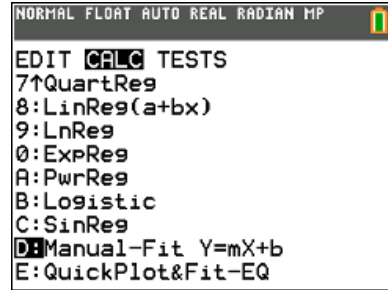 NORMAL FLOAT AUTO REAL RADIAN MP
EDIT CALC TESTS
7↑QuartReg
8:LinReg(a+bx)
9:LnReg
0:ExpReg
A:PwrReg
B:Logistic
C:SinReg
D:Manual-Fit Y=mX+b
E:QuickPlot&Fit-EQ